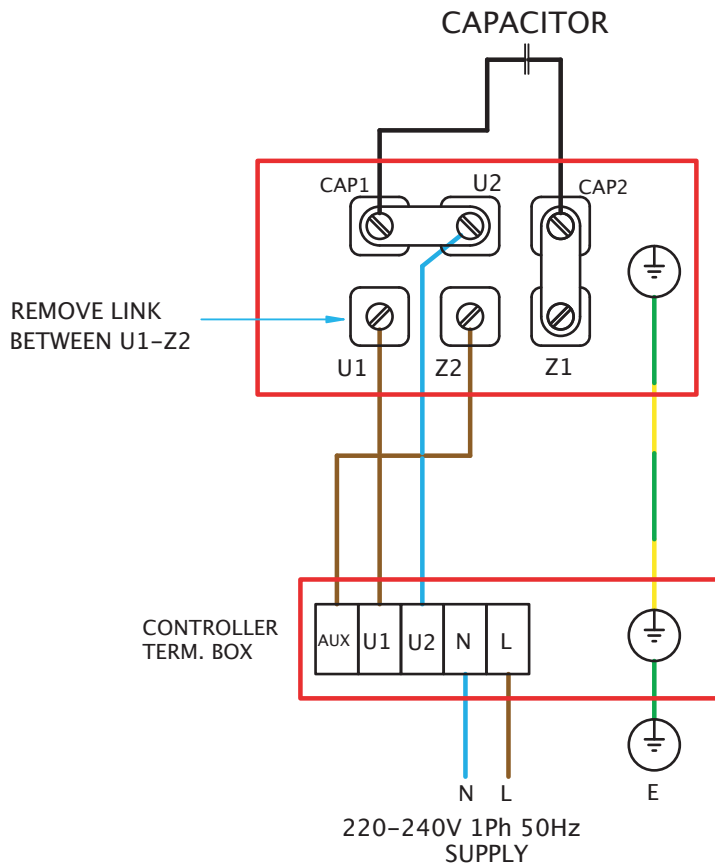 CAPACITOR
CAP1
U2
CAP2
REMOVE LINK
BETWEEN U1-Z2
U1
Z2
Z1
CONTROLLER
TERM. BOX
AUX
U1
U2
N
L
N
L
E
220-240V 1Ph 50Hz
SUPPLY